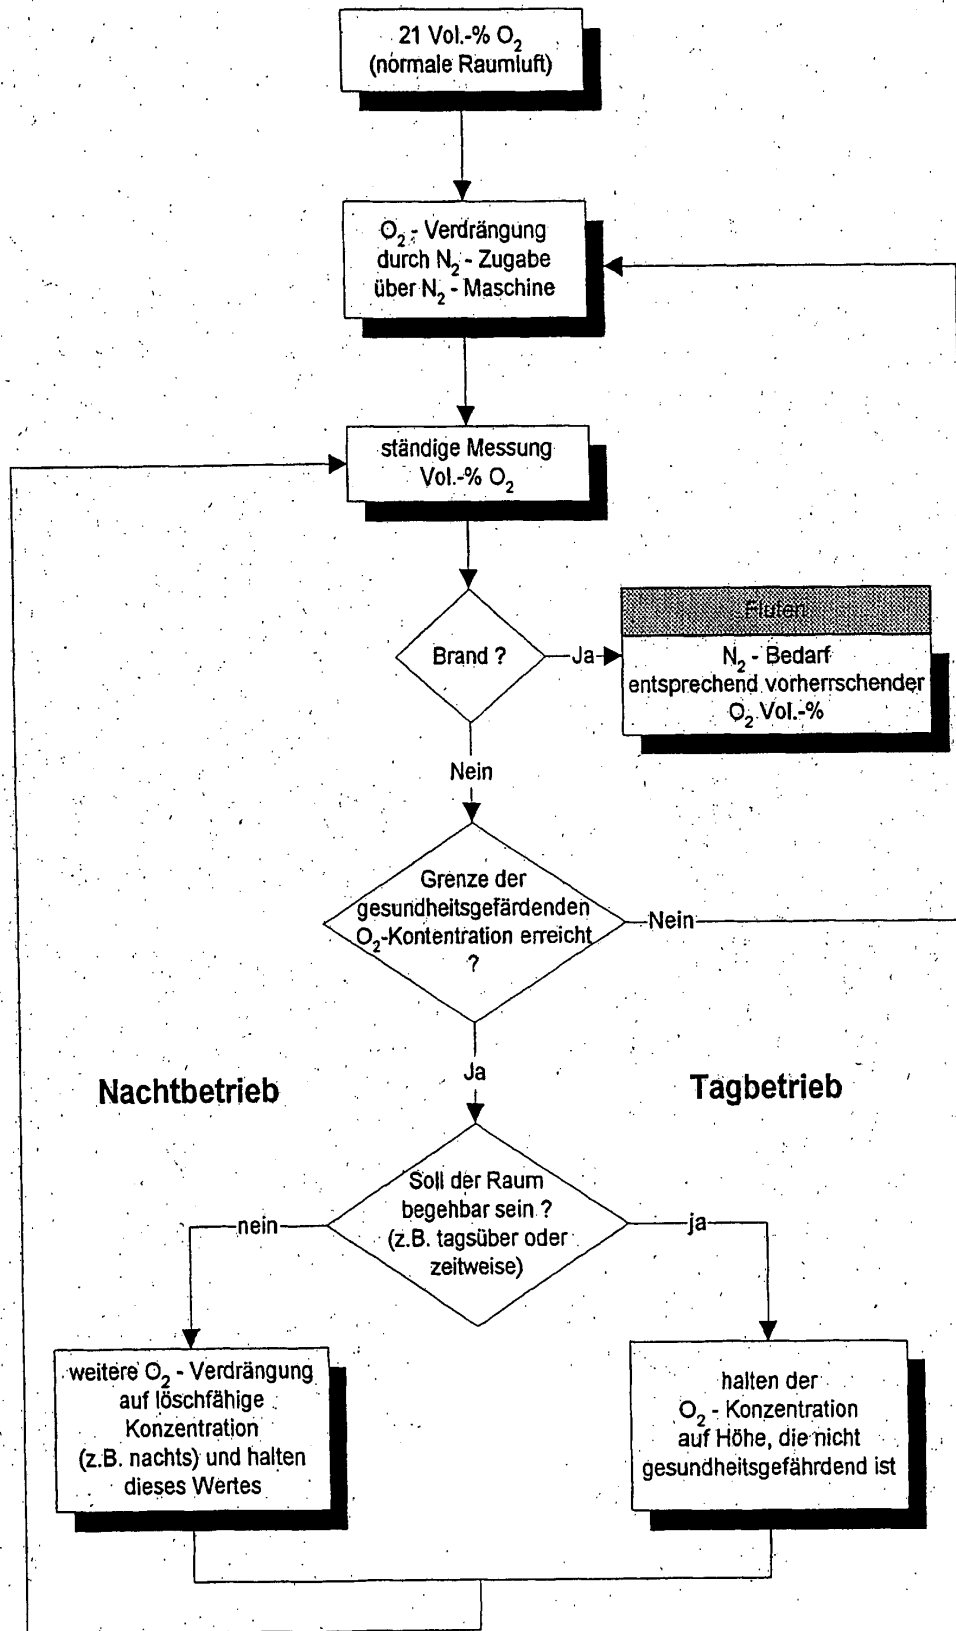 21 Vol.-% O₂
(normale Raumluft)
O₂ - Verdrängung
durch N₂ - Zugabe
über N₂ - Maschine
ständige Messung
Vol.-% O₂
Brand ?
Ja
Fluten
N₂ - Bedarf
entsprechend vorherrschender
O₂ Vol.-%
Nein
Grenze der
gesundheitsgefärdenden
O₂-Kontentration erreicht
?
Nein
Ja
Nachtbetrieb
Tagbetrieb
Soll der Raum
begehbar sein ?
(z.B. tagsüber oder
zeitweise)
nein
ja
weitere O₂ - Verdrängung
auf löschfähige
Konzentration
(z.B. nachts) und halten
dieses Wertes
halten der
O₂ - Konzentration
auf Höhe, die nicht
gesundheitsgefährdend ist